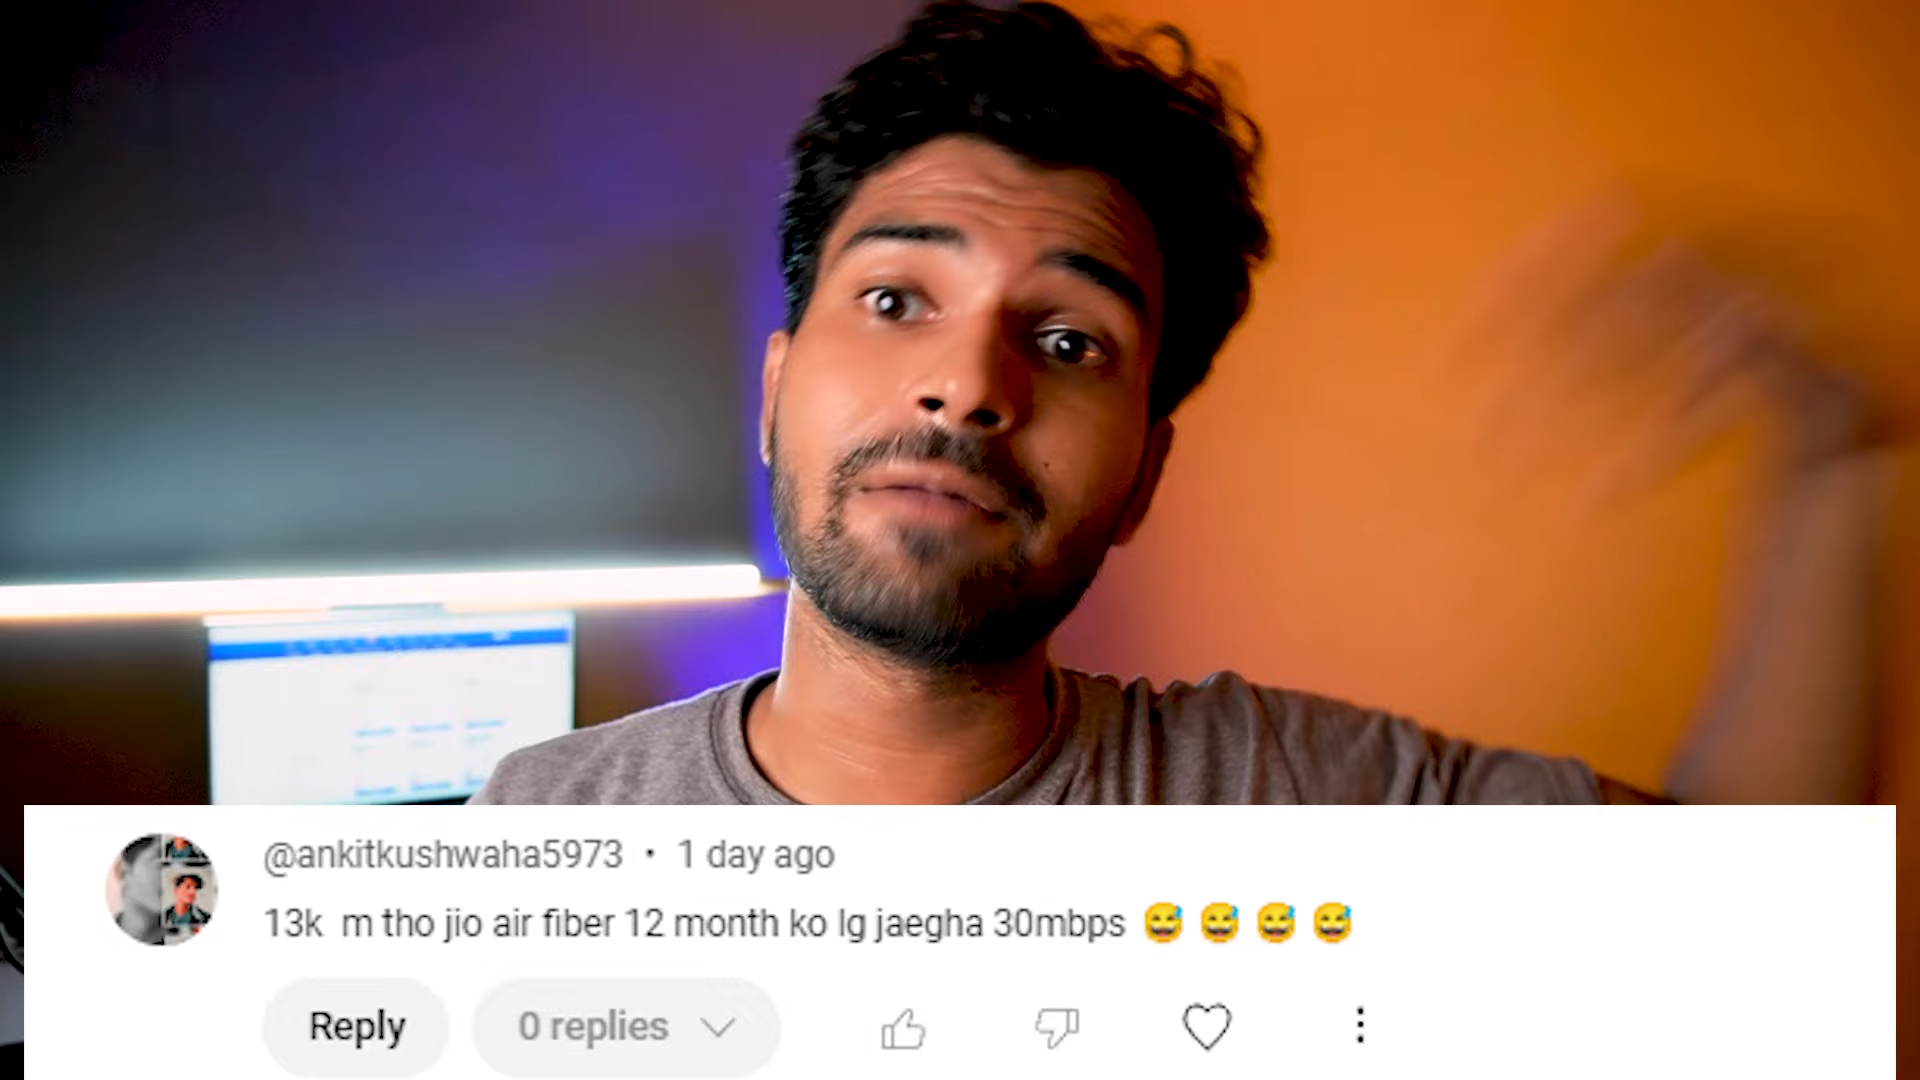 @ankitkushwaha5973 • 1 day ago
13k m tho jio air fiber 12 month ko lg jaegha 30mbps 😅 😅 😅 😅
Reply 0 replies